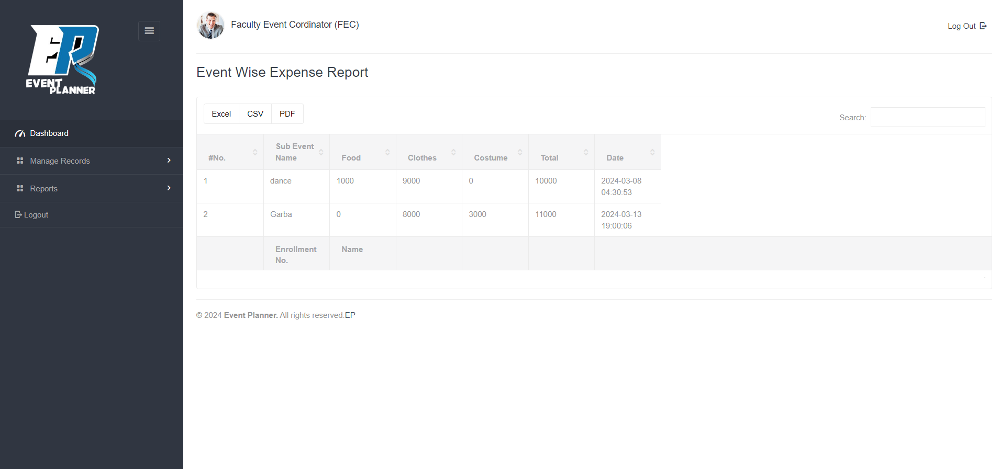 EVENT
PLANNER
Faculty Event Cordinator (FEC)
Log Out
Dashboard
Manage Records
Reports
Logout
Event Wise Expense Report
Excel CSV PDF
Search:
#No. Sub Event Name Food Clothes Costume Total Date
1 dance 1000 9000 0 10000 2024-03-08 04:30:53
2 Garba 0 8000 3000 11000 2024-03-13 19:00:06
Enrollment No. Name
© 2024 Event Planner. All rights reserved.EP